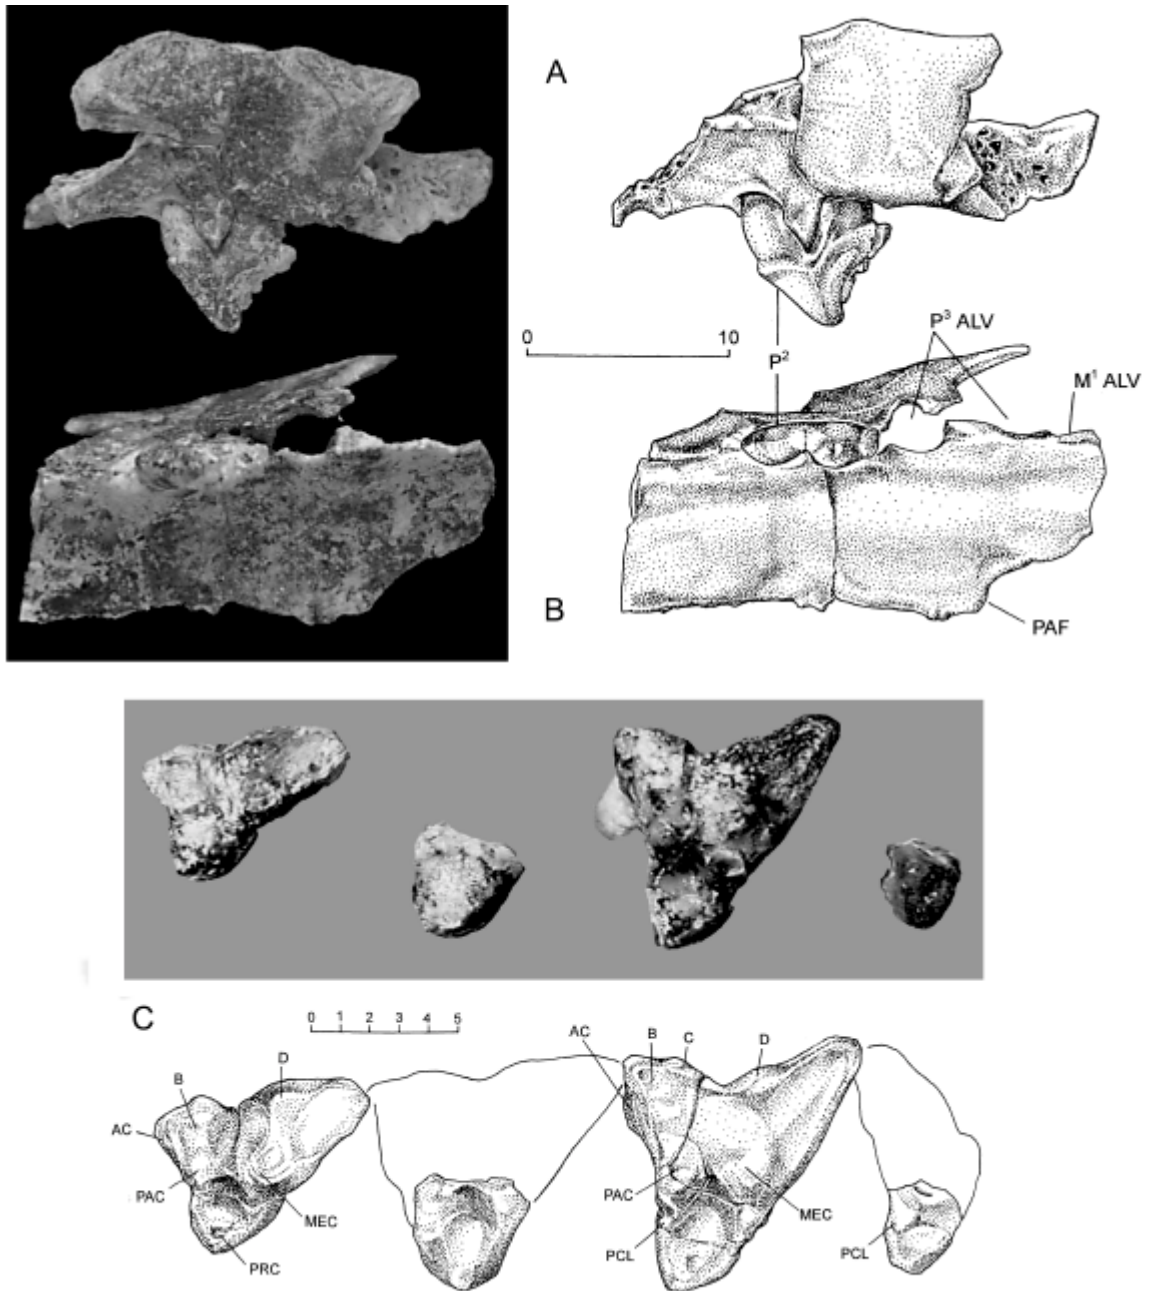 A
0 10
P² P³ ALV
M¹ ALV
B
PAF
C
0 1 2 3 4 5
AC B C D
B D
AC
PAC PAC MEC
MEC
PRC PCL PCL